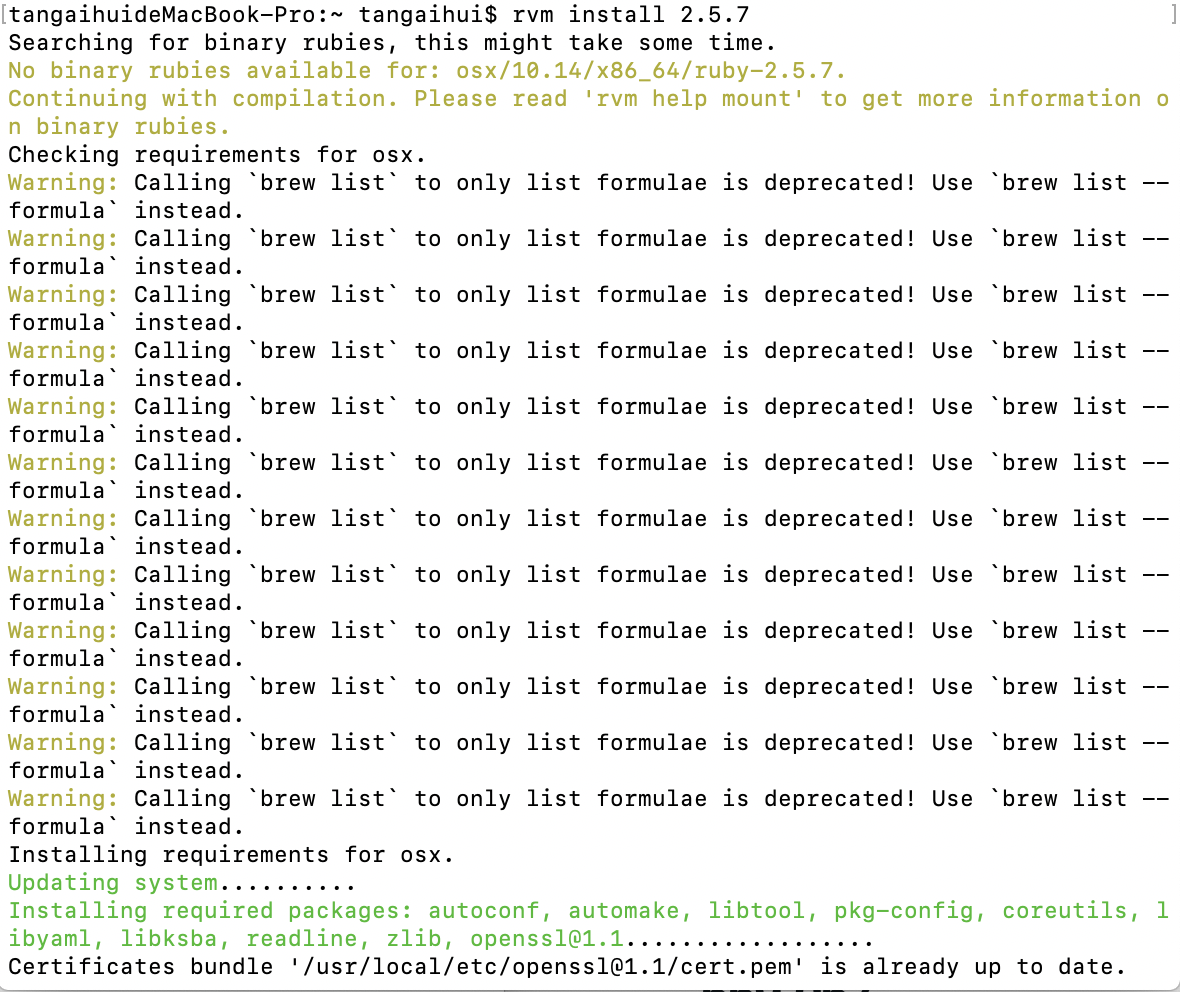 [tangaihuideMacBook-Pro:~ tangaihui$ rvm install 2.5.7 ]
Searching for binary rubies, this might take some time.
No binary rubies available for: osx/10.14/x86_64/ruby-2.5.7.
Continuing with compilation. Please read 'rvm help mount' to get more information o
n binary rubies.
Checking requirements for osx.
Warning: Calling `brew list` to only list formulae is deprecated! Use `brew list --
formula` instead.
Warning: Calling `brew list` to only list formulae is deprecated! Use `brew list --
formula` instead.
Warning: Calling `brew list` to only list formulae is deprecated! Use `brew list --
formula` instead.
Warning: Calling `brew list` to only list formulae is deprecated! Use `brew list --
formula` instead.
Warning: Calling `brew list` to only list formulae is deprecated! Use `brew list --
formula` instead.
Warning: Calling `brew list` to only list formulae is deprecated! Use `brew list --
formula` instead.
Warning: Calling `brew list` to only list formulae is deprecated! Use `brew list --
formula` instead.
Warning: Calling `brew list` to only list formulae is deprecated! Use `brew list --
formula` instead.
Warning: Calling `brew list` to only list formulae is deprecated! Use `brew list --
formula` instead.
Warning: Calling `brew list` to only list formulae is deprecated! Use `brew list --
formula` instead.
Warning: Calling `brew list` to only list formulae is deprecated! Use `brew list --
formula` instead.
Warning: Calling `brew list` to only list formulae is deprecated! Use `brew list --
formula` instead.
Installing requirements for osx.
Updating system..........
Installing required packages: autoconf, automake, libtool, pkg-config, coreutils, l
ibyaml, libksba, readline, zlib, openssl@1.1..................
Certificates bundle '/usr/local/etc/openssl@1.1/cert.pem' is already up to date.